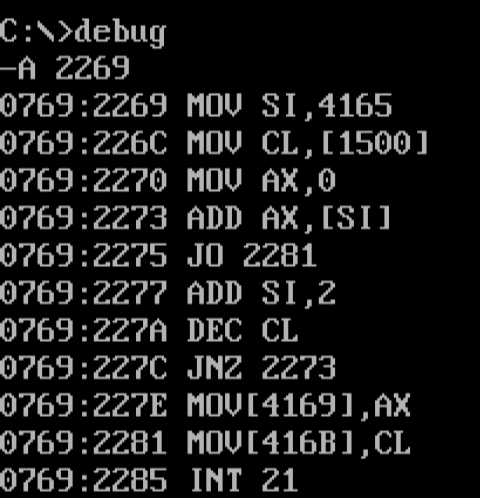 C:\>debug
-A 2269
0769:2269 MOV SI,4165
0769:226C MOV CL,[1500]
0769:2270 MOV AX,0
0769:2273 ADD AX,[SI]
0769:2275 JO 2281
0769:2277 ADD SI,2
0769:227A DEC CL
0769:227C JNZ 2273
0769:227E MOV[4169],AX
0769:2281 MOV[416B],CL
0769:2285 INT 21